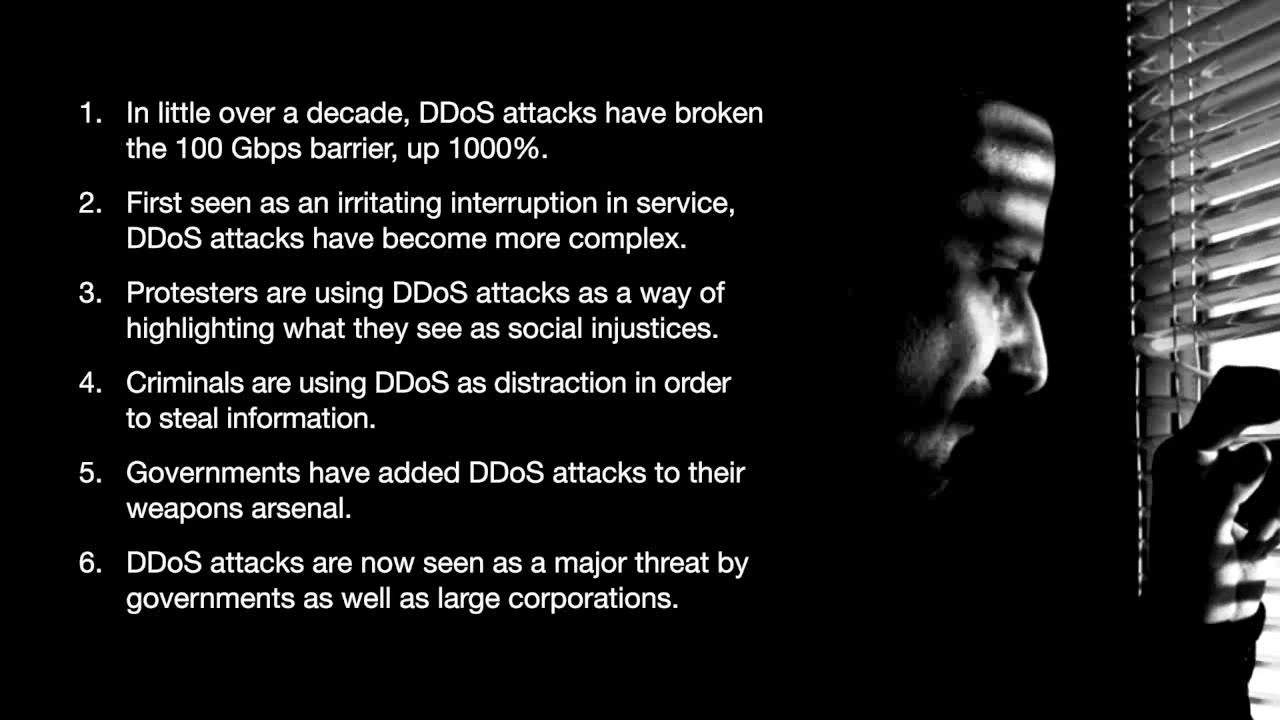 1. In little over a decade, DDoS attacks have broken
the 100 Gbps barrier, up 1000%.
2. First seen as an irritating interruption in service,
DDoS attacks have become more complex.
3. Protesters are using DDoS attacks as a way of
highlighting what they see as social injustices.
4. Criminals are using DDoS as distraction in order
to steal information.
5. Governments have added DDoS attacks to their
weapons arsenal.
6. DDoS attacks are now seen as a major threat by
governments as well as large corporations.